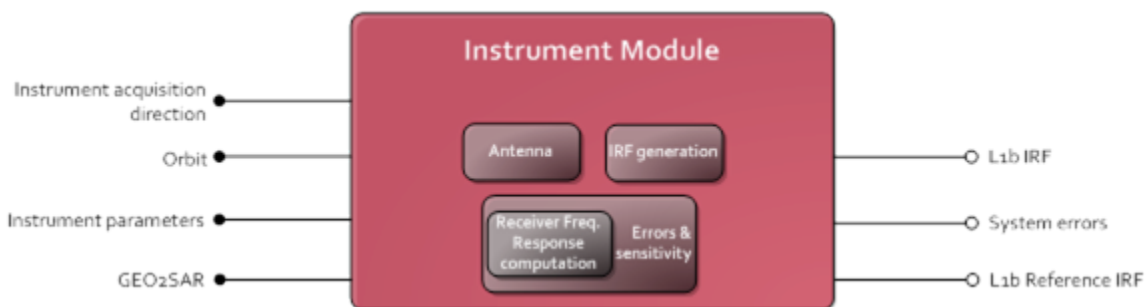 Instrument Module
Instrument acquisition
direction
Orbit
Instrument parameters
GEO2SAR
Antenna
IRF generation
Receiver Freq.
Response
computation
Errors &
sensitivity
L1b IRF
System errors
L1b Reference IRF